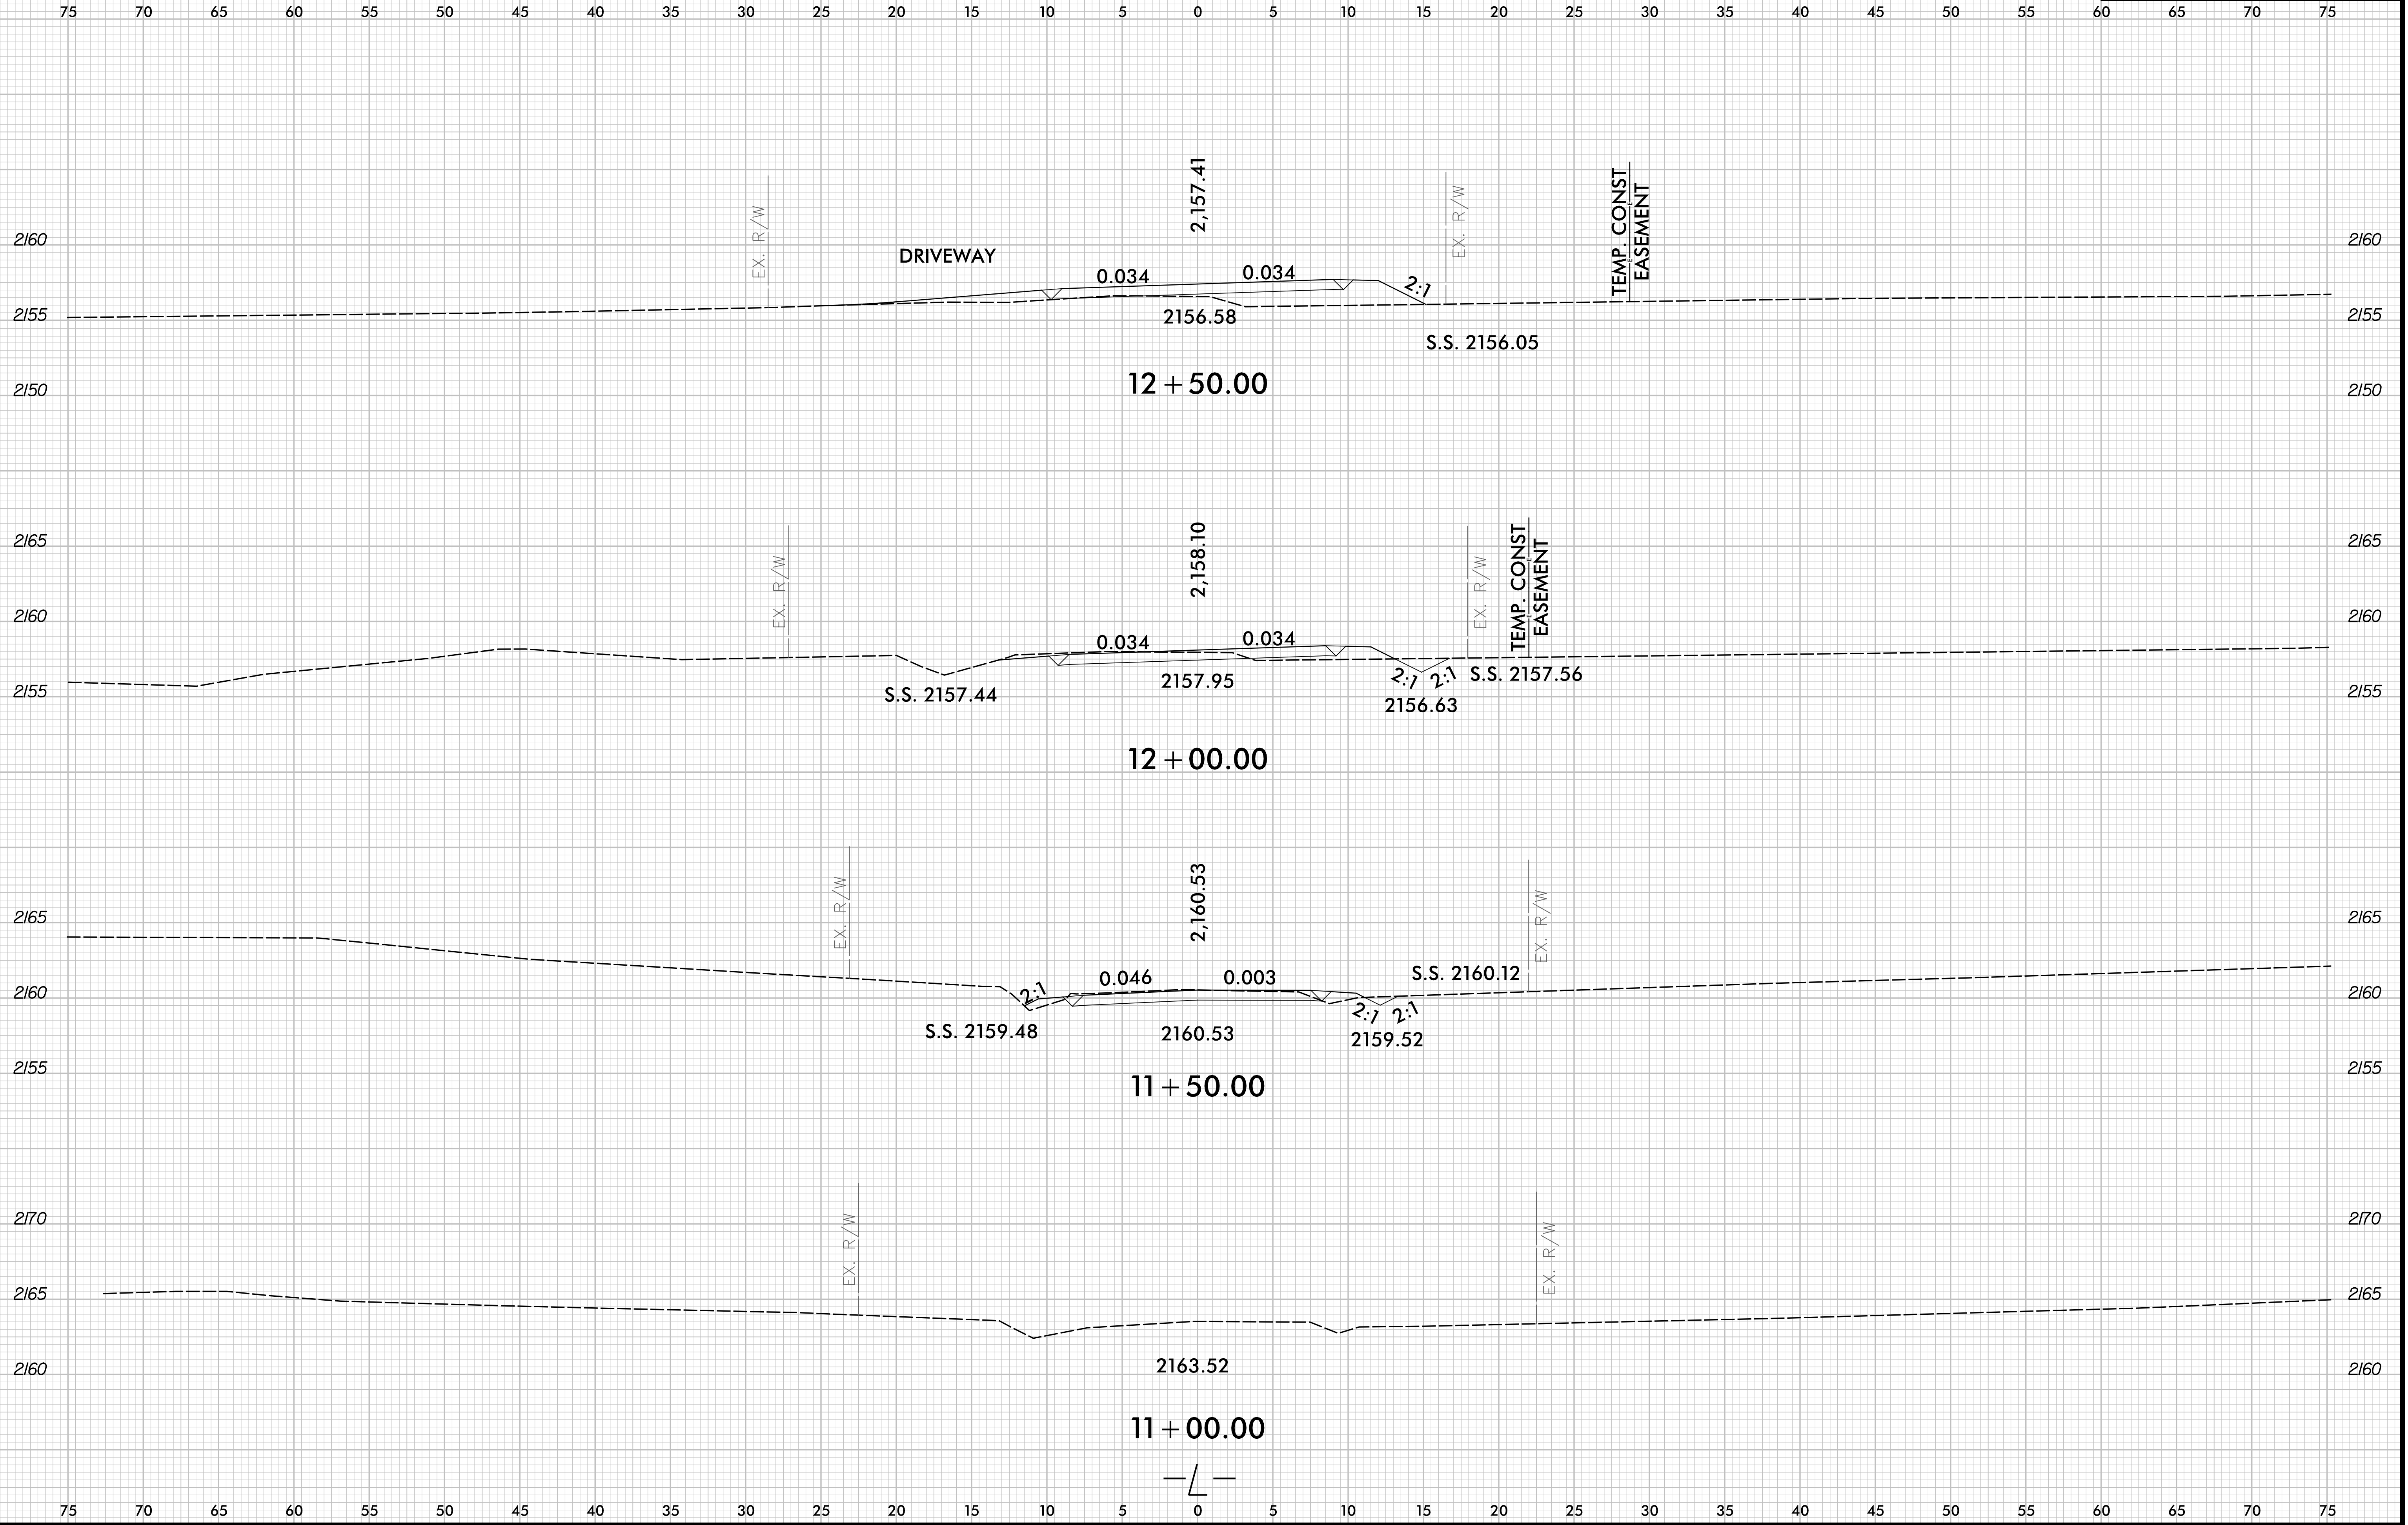 75 70 65 60 55 50 45 40 35 30 25 20 15 10 5 0 5 10 15 20 25 30 35 40 45 50 55 60 65 70 75
2,157.41
EX. R/W
EX. R/W
TEMP. CONST
EASEMENT
2160 2160
DRIVEWAY
0.034 0.034
2:1
2155 2155
2156.58
S.S. 2156.05
12+50.00
2150 2150
2,158.10
EX. R/W
EX. R/W
TEMP. CONST
EASEMENT
2165 2165
2160 2160
0.034 0.034
2:1 2:1
S.S. 2157.56
2157.95
S.S. 2157.44
2155 2155
2156.63
12+00.00
2,160.53
EX. R/W
EX. R/W
2165 2165
0.046 0.003
S.S. 2160.12
2:1
2160 2160
2:1 2:1
S.S. 2159.48
2160.53
2159.52
2155 2155
11+50.00
2170 2170
EX. R/W
EX. R/W
2165 2165
2163.52
2160 2160
11+00.00
—L—
75 70 65 60 55 50 45 40 35 30 25 20 15 10 5 0 5 10 15 20 25 30 35 40 45 50 55 60 65 70 75